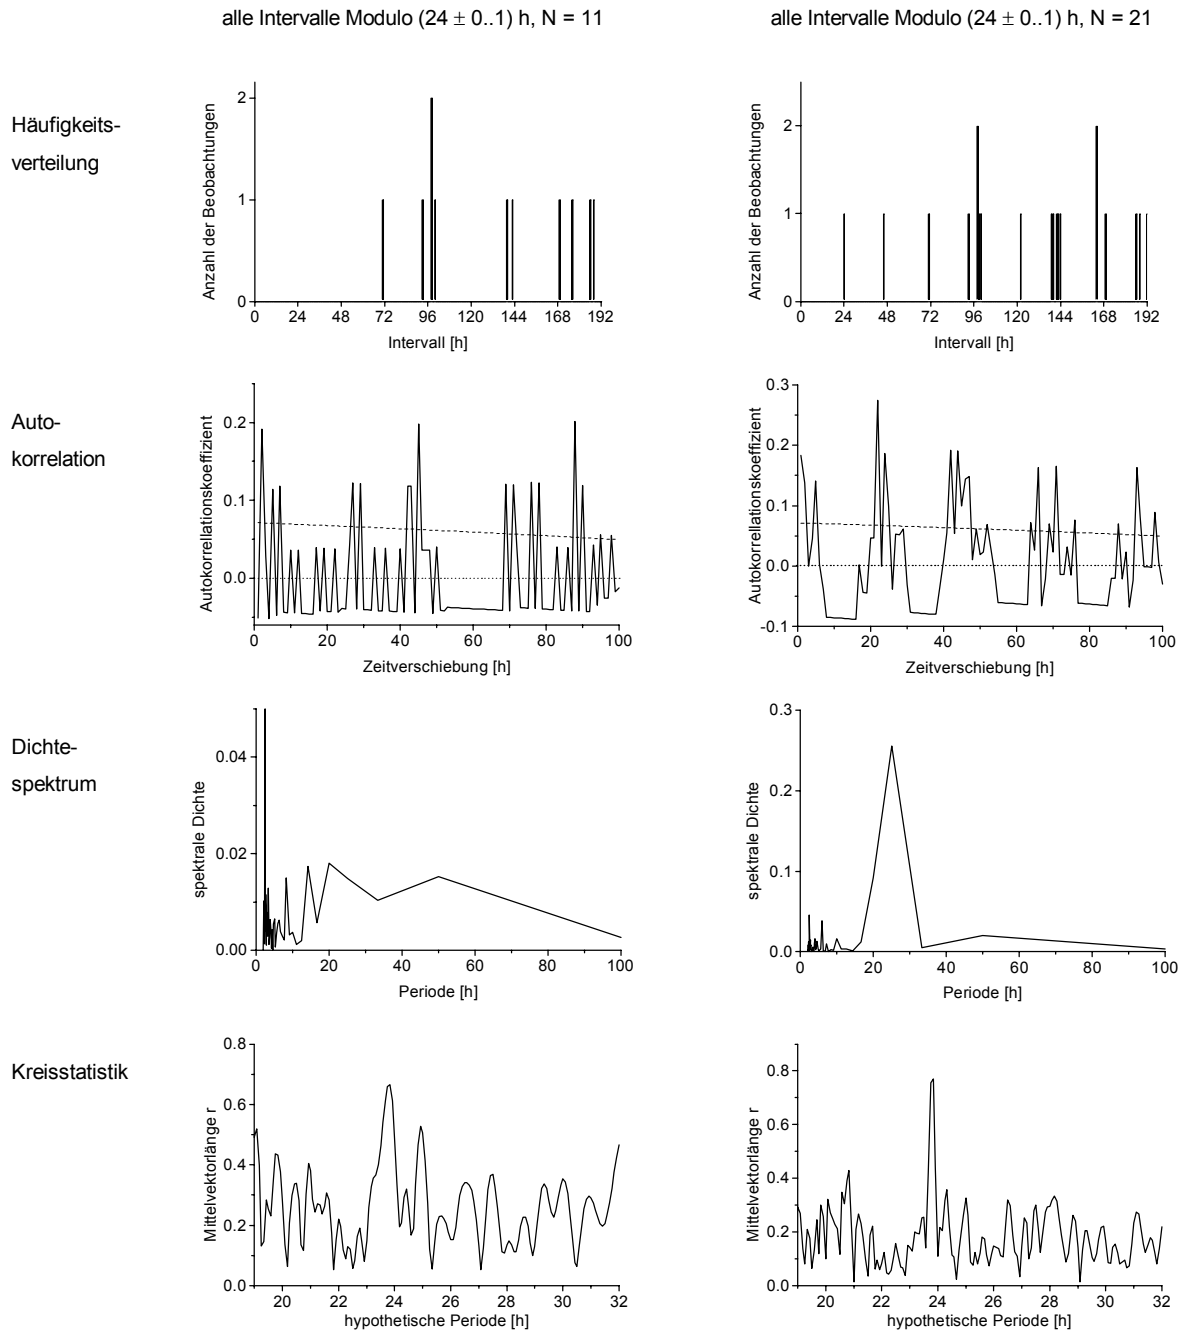 alle Intervalle Modulo (24 ± 0..1) h, N = 11
alle Intervalle Modulo (24 ± 0..1) h, N = 21
Häufigkeits-
verteilung
Anzahl der Beobachtungen
2
1
0
0 24 48 72 96 120 144 168 192
Intervall [h]
Anzahl der Beobachtungen
2
1
0
0 24 48 72 96 120 144 168 192
Intervall [h]
Auto-
korrelation
Autokorrellationskoeffizient
0.2
0.1
0.0
0 20 40 60 80 100
Zeitverschiebung [h]
Autokorrellationskoeffizient
0.3
0.2
0.1
0.0
-0.1
0 20 40 60 80 100
Zeitverschiebung [h]
Dichte-
spektrum
spektrale Dichte
0.04
0.02
0.00
0 20 40 60 80 100
Periode [h]
spektrale Dichte
0.3
0.2
0.1
0.0
0 20 40 60 80 100
Periode [h]
Kreisstatistik
Mittelvektorlänge r
0.8
0.6
0.4
0.2
0.0
20 22 24 26 28 30 32
hypothetische Periode [h]
Mittelvektorlänge r
0.8
0.6
0.4
0.2
0.0
20 22 24 26 28 30 32
hypothetische Periode [h]